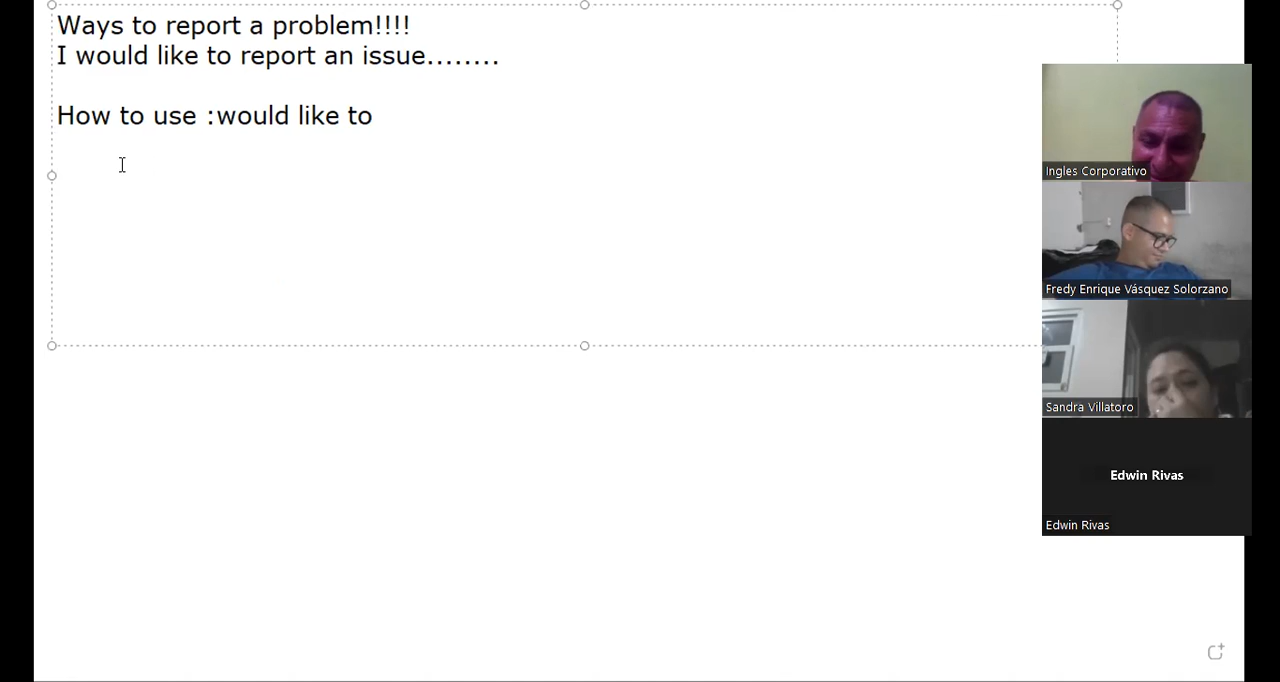 Ways to report a problem!!!!
I would like to report an issue........
How to use :would like to
Ingles Corporativo
Fredy Enrique Vásquez Solorzano
Sandra Villatoro
Edwin Rivas
Edwin Rivas